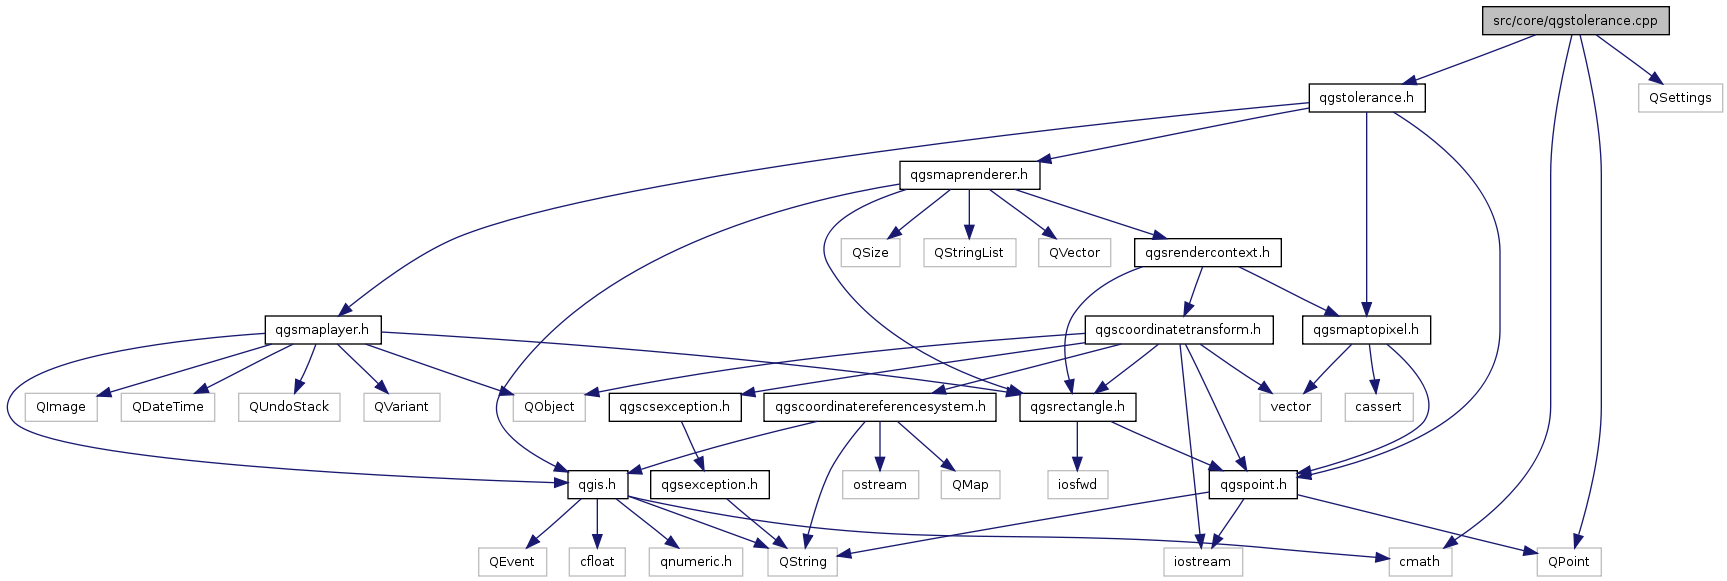 src/core/qgstolerance.cpp
qgstolerance.h
QSettings
qgsmaprenderer.h
QSize
QStringList
QVector
qgsrendercontext.h
qgsmaplayer.h
qgscoordinatetransform.h
qgsmaptopixel.h
QImage
QDateTime
QUndoStack
QVariant
QObject
qgscsexception.h
qgscoordinatereferencesystem.h
qgsrectangle.h
vector
cassert
qgis.h
qgsexception.h
ostream
QMap
iosfwd
qgspoint.h
QEvent
cfloat
qnumeric.h
QString
iostream
cmath
QPoint